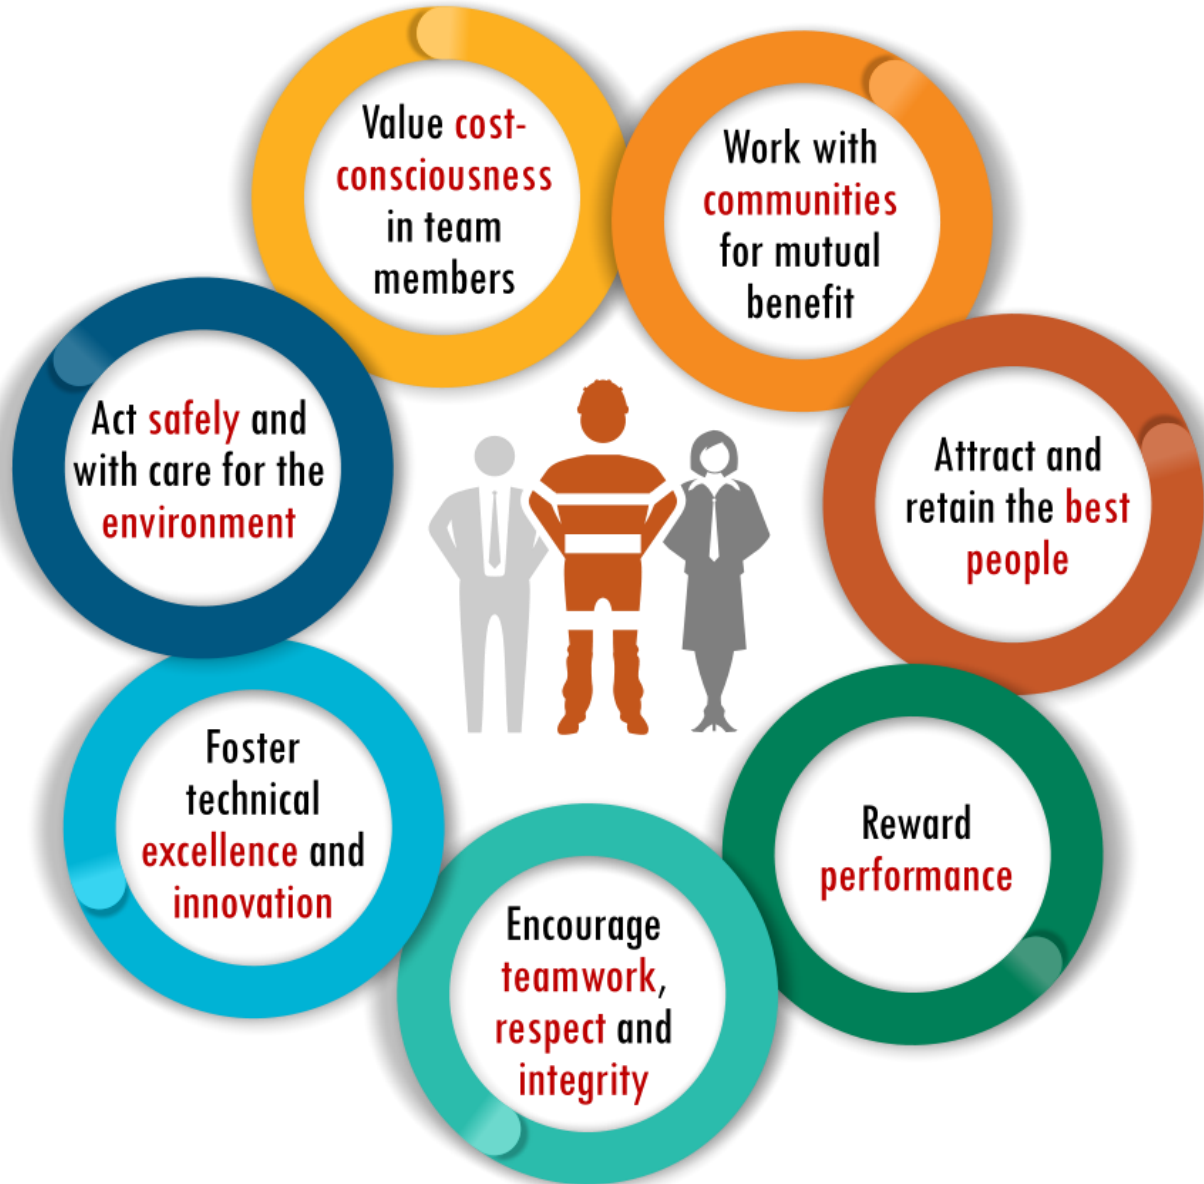 Value cost-
consciousness
in team
members
Work with
communities
for mutual
benefit
Attract and
retain the best
people
Reward
performance
Encourage
teamwork,
respect and
integrity
Foster
technical
excellence and
innovation
Act safely and
with care for the
environment